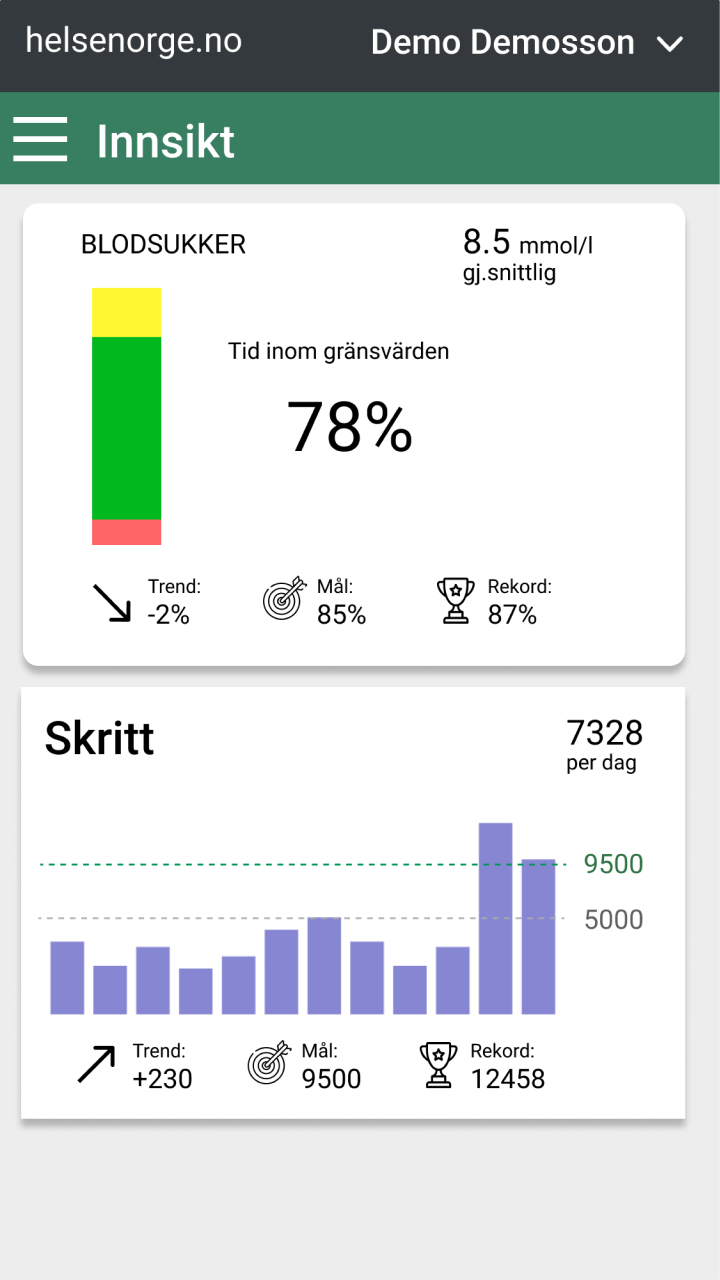 helsenorge.no
Demo Demosson
Innsikt
BLODSUKKER
8.5 mmol/l
gj.snittlig
Tid inom gränsvärden
78%
Trend:
-2%
Mål:
85%
Rekord:
87%
Skritt
7328
per dag
9500
5000
Trend:
+230
Mål:
9500
Rekord:
12458